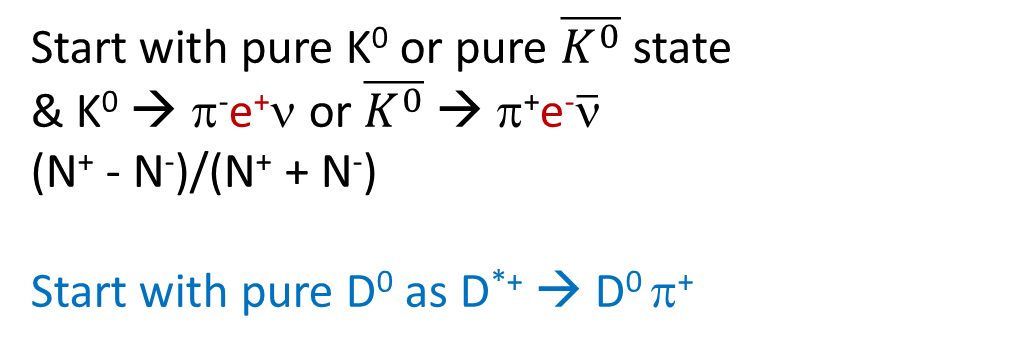 Start with pure K⁰ or pure K̅⁰ state
& K⁰ → π⁻e⁺ν or K̅⁰ → π⁺e⁻ν̅
(N⁺ - N⁻)/(N⁺ + N⁻)
Start with pure D⁰ as D*⁺ → D⁰ π⁺